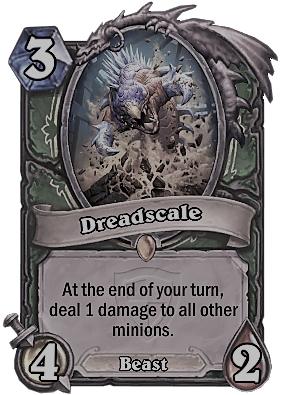 3
Dreadscale
At the end of your turn,
deal 1 damage to all other
minions.
4
Beast
2